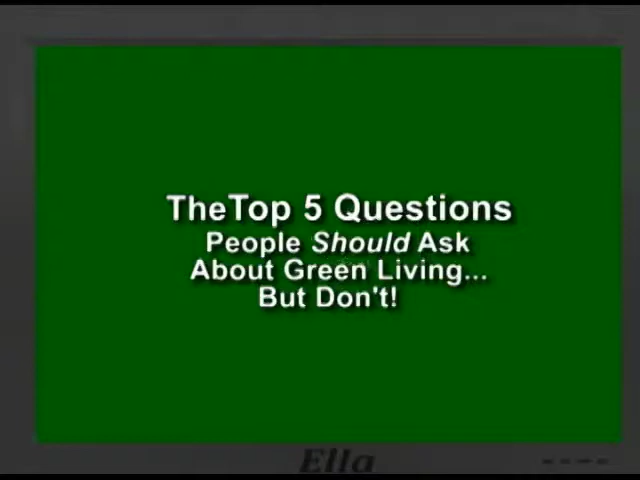 TheTop 5 Questions
People Should Ask
About Green Living...
But Don't!
Ella